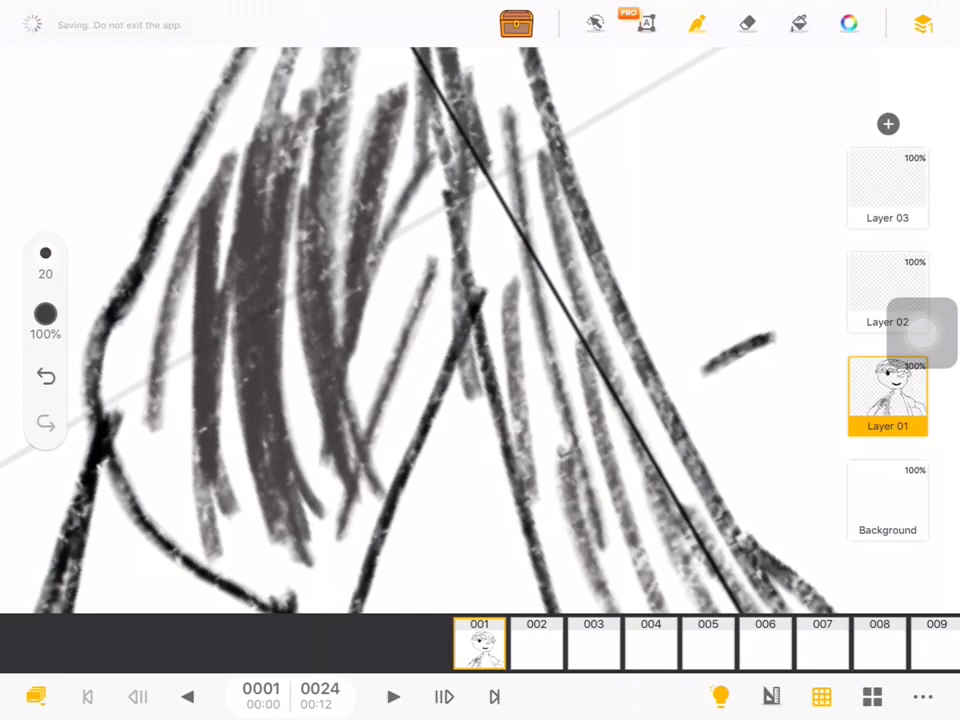 Saving. Do not exit the app.
PRO
A
1
100%
Layer 03
100%
Layer 02
100%
Layer 01
100%
Background
20
100%
001 002 003 004 005 006 007 008 009
0001 0024
00:00 00:12